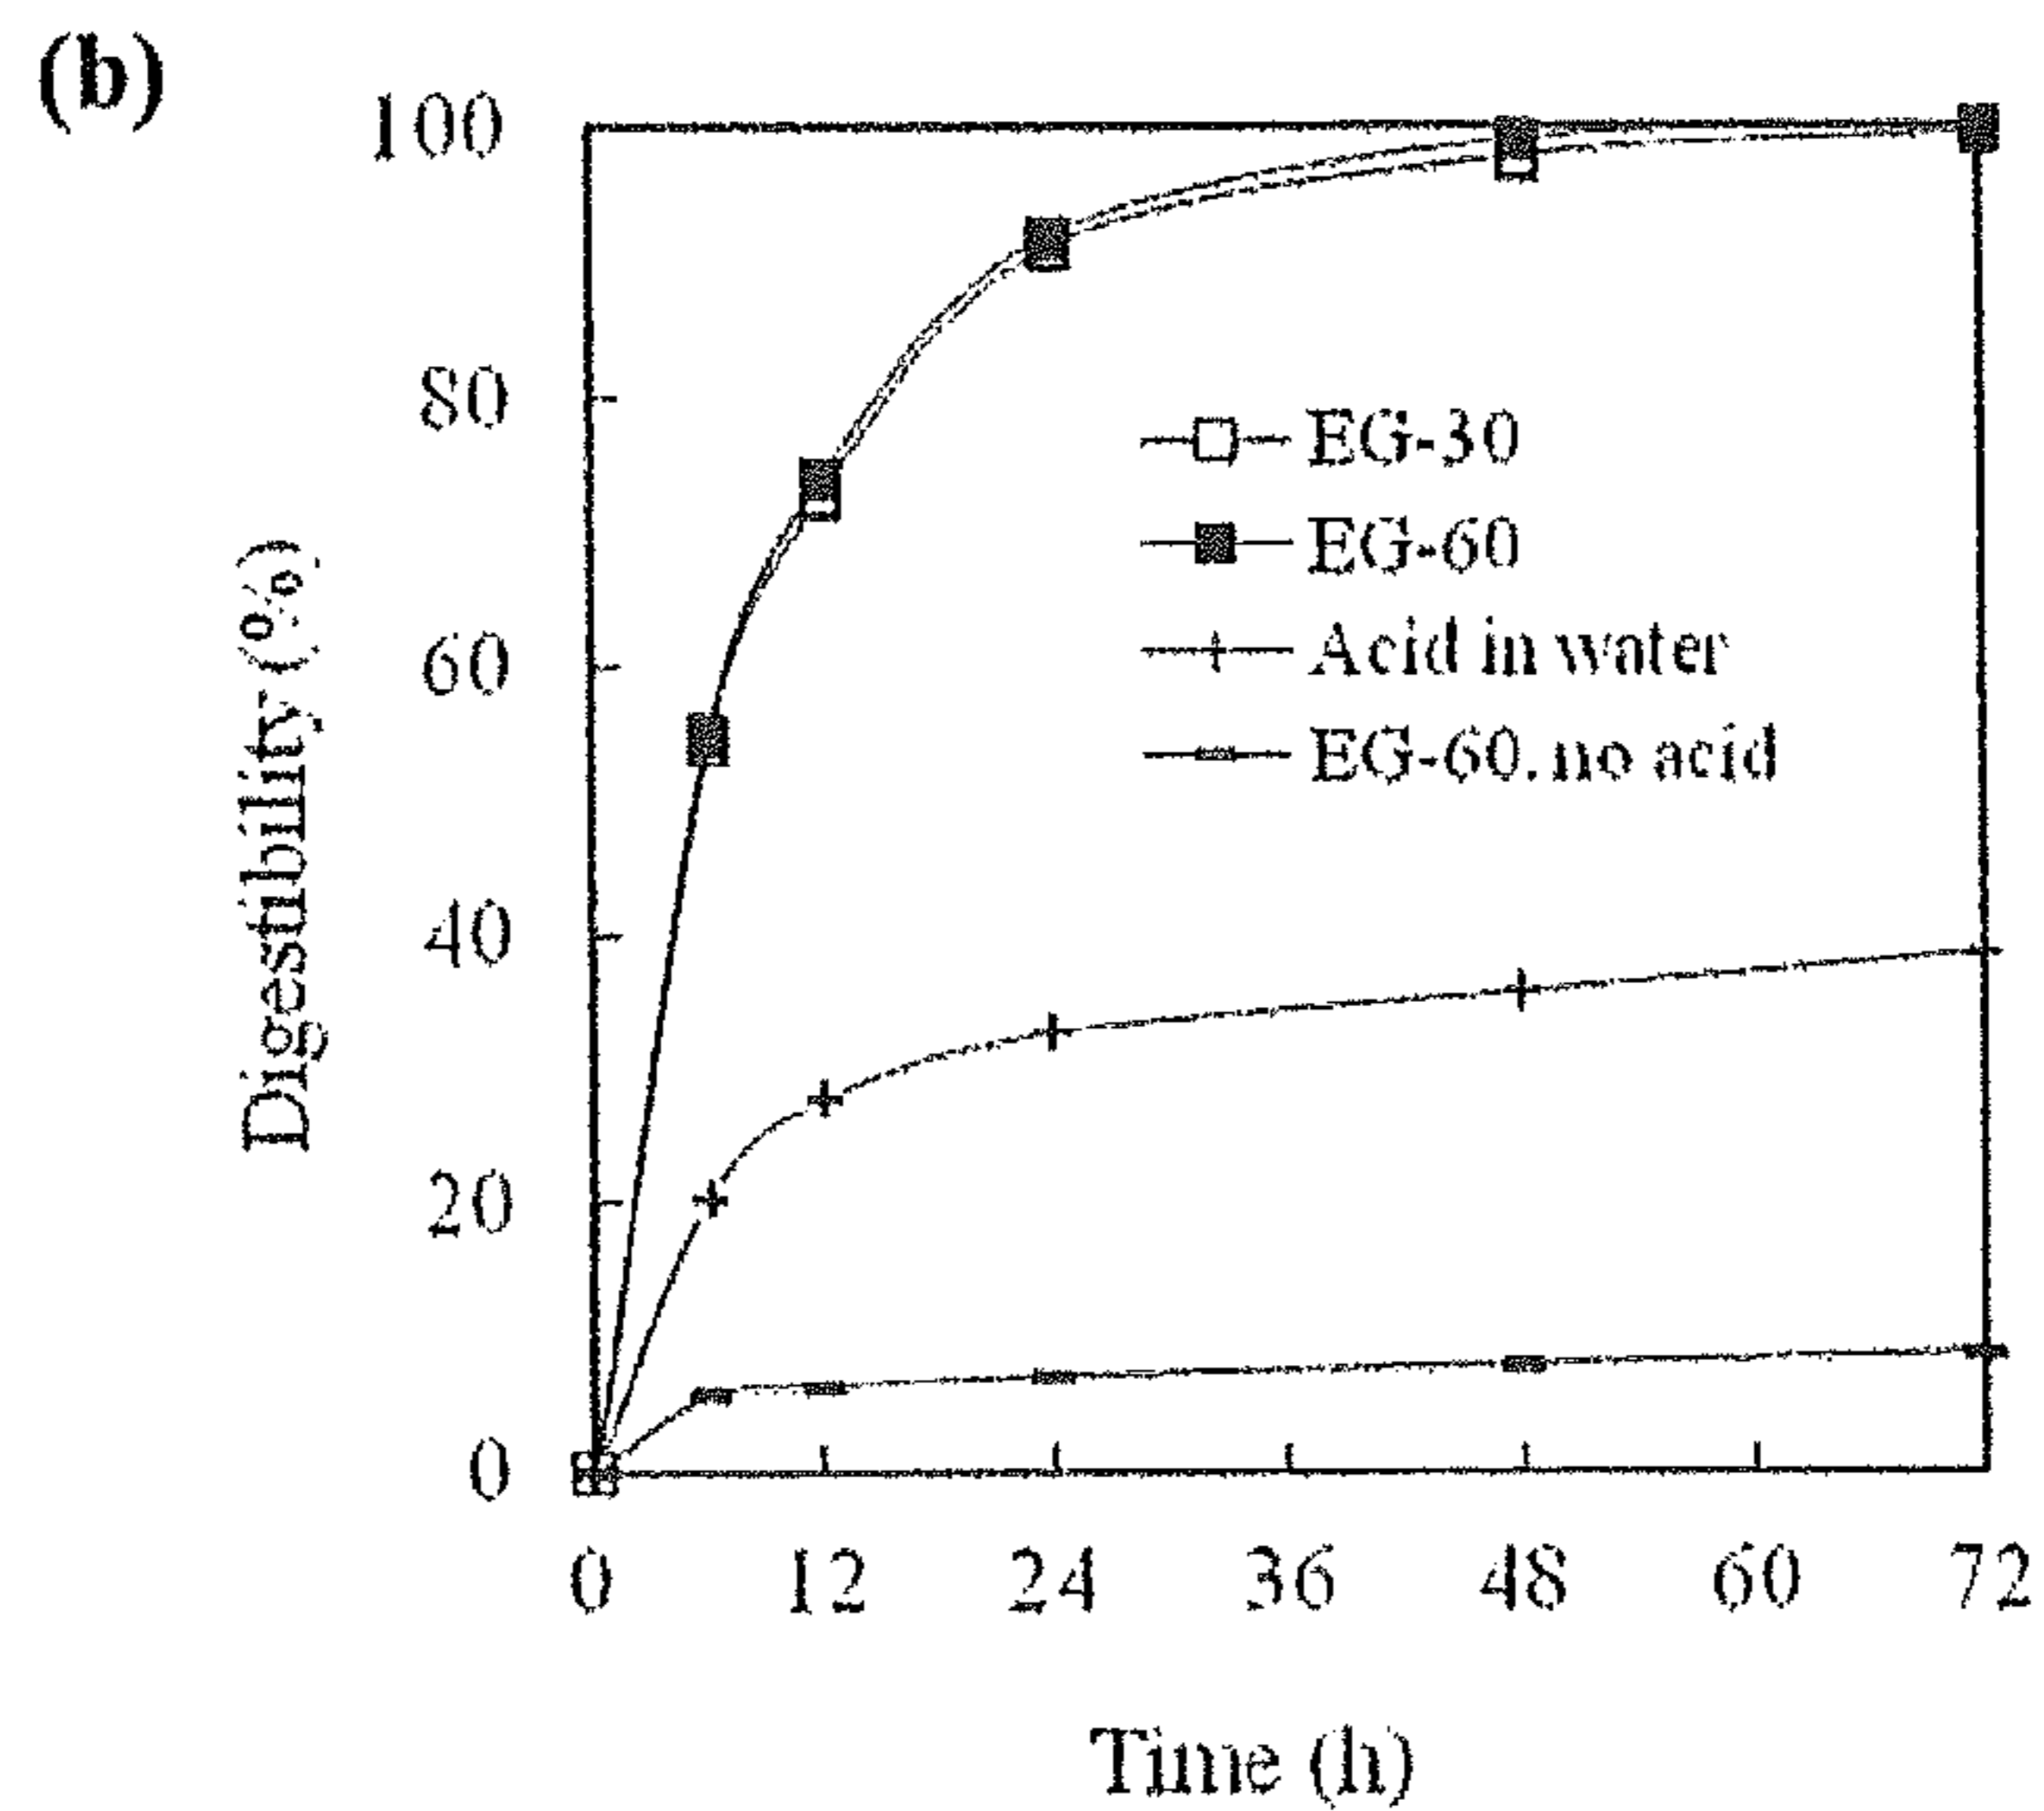 (b)
100
80
60
40
20
0
Digestibility (%)
EG-30
EG-60
Acid in water
EG-60, no acid
0 12 24 36 48 60 72
Time (h)